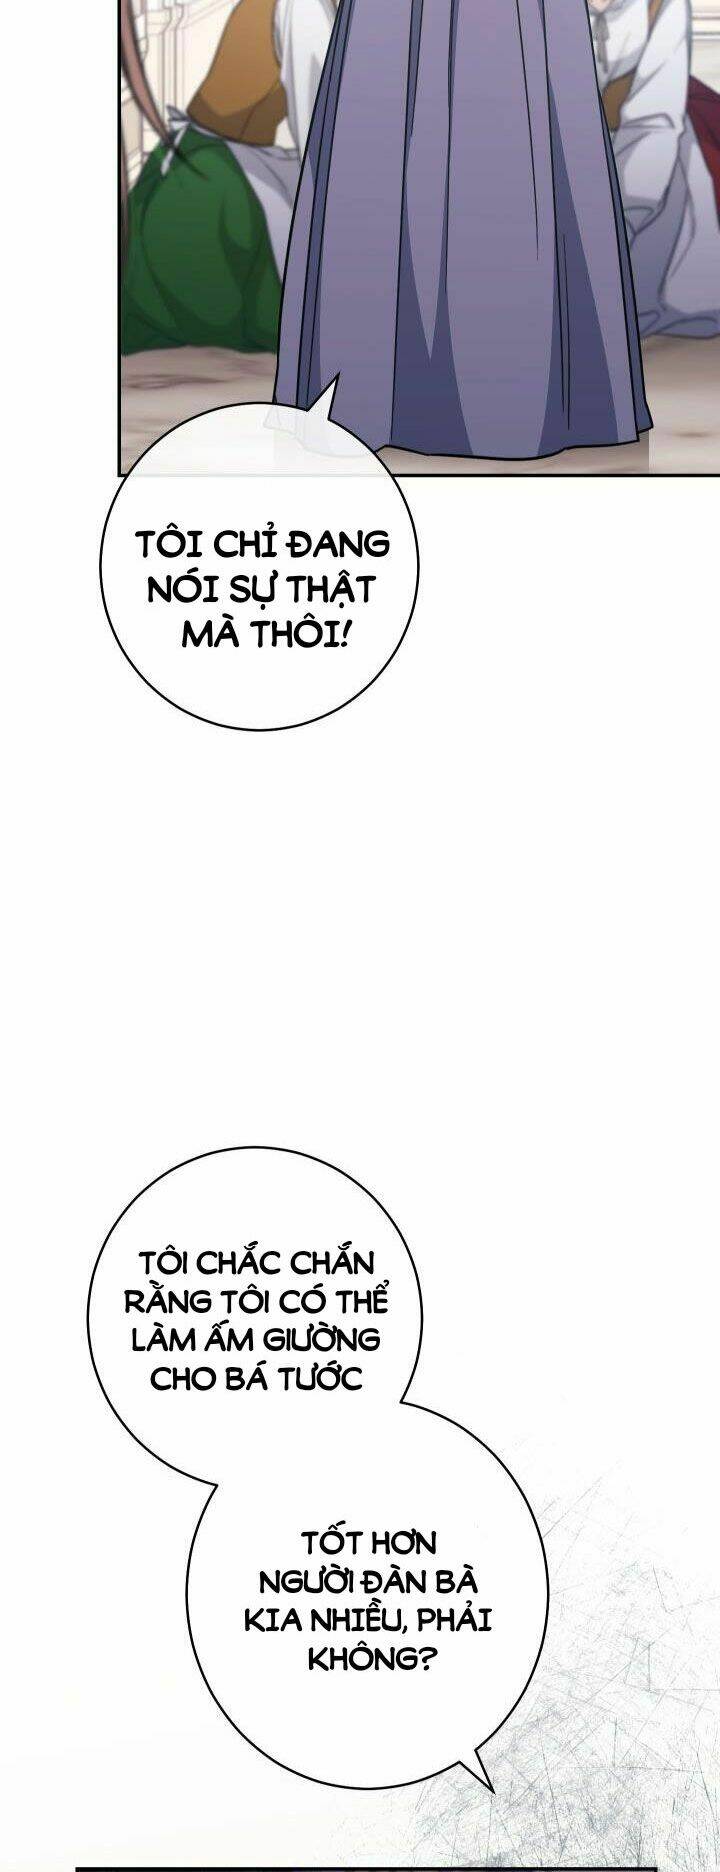 TÔI CHỈ ĐANG
NÓI SỰ THẬT
MÀ THÔI!
TÔI CHẮC CHẮN
RẰNG TÔI CÓ THỂ
LÀM ẤM GIƯỜNG
CHO BÁ TƯỚC
TỐT HƠN
NGƯỜI ĐÀN BÀ
KIA NHIỀU, PHẢI
KHÔNG?